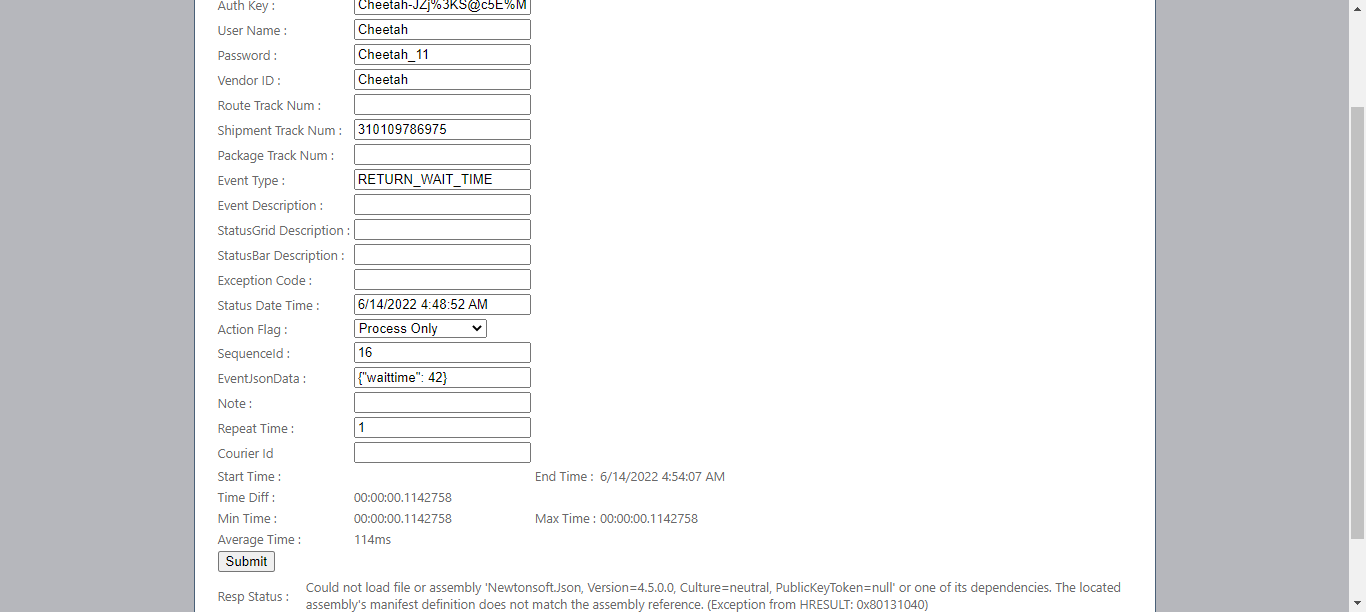 Auth Key : Cheetah-JZj%3KS@c5E%M
User Name : Cheetah
Password : Cheetah_11
Vendor ID : Cheetah
Route Track Num :
Shipment Track Num : 310109786975
Package Track Num :
Event Type : RETURN_WAIT_TIME
Event Description :
StatusGrid Description :
StatusBar Description :
Exception Code :
Status Date Time : 6/14/2022 4:48:52 AM
Action Flag : Process Only
SequenceId : 16
EventJsonData : {"waittime": 42}
Note :
Repeat Time : 1
Courier Id
Start Time : End Time : 6/14/2022 4:54:07 AM
Time Diff : 00:00:00.1142758
Min Time : 00:00:00.1142758 Max Time : 00:00:00.1142758
Average Time : 114ms
Submit
Resp Status : Could not load file or assembly 'Newtonsoft.Json, Version=4.5.0.0, Culture=neutral, PublicKeyToken=null' or one of its dependencies. The located
assembly's manifest definition does not match the assembly reference. (Exception from HRESULT: 0x80131040)